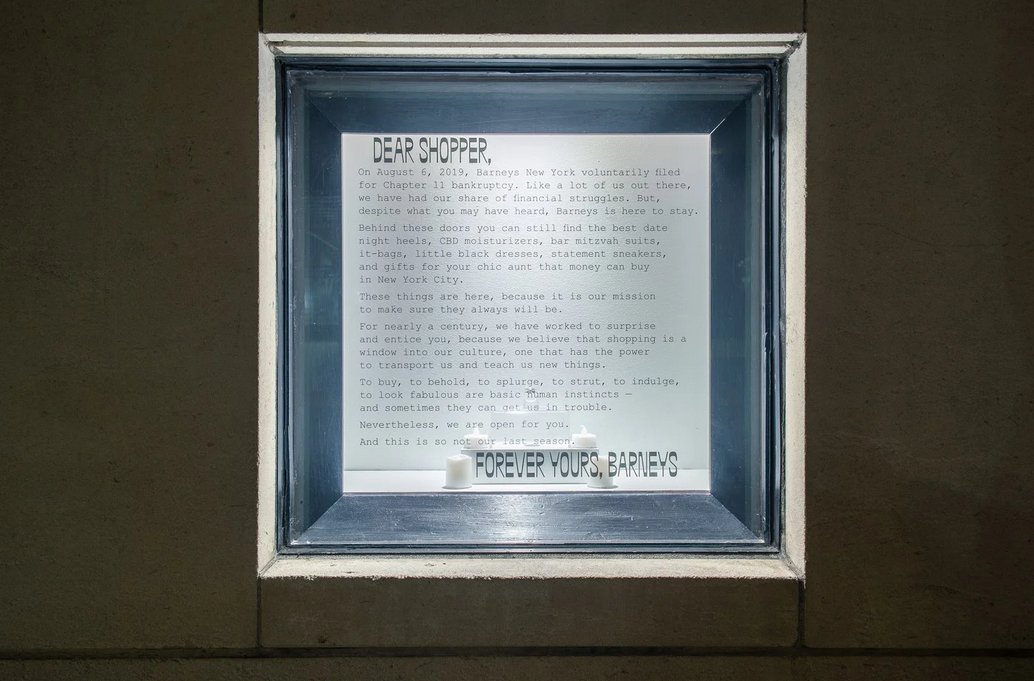 DEAR SHOPPER,
On August 6, 2019, Barneys New York voluntarily filed
for Chapter 11 bankruptcy. Like a lot of us out there,
we have had our share of financial struggles. But,
despite what you may have heard, Barneys is here to stay.
Behind these doors you can still find the best date
night heels, CBD moisturizers, bar mitzvah suits,
it-bags, little black dresses, statement sneakers,
and gifts for your chic aunt that money can buy
in New York City.
These things are here, because it is our mission
to make sure they always will be.
For nearly a century, we have worked to surprise
and entice you, because we believe that shopping is a
window into our culture, one that has the power
to transport us and teach us new things.
To buy, to behold, to splurge, to strut, to indulge,
to look fabulous are basic human instincts —
and sometimes they can get us in trouble.
Nevertheless, we are open for you.
And this is so not our last season.
FOREVER YOURS, BARNEYS